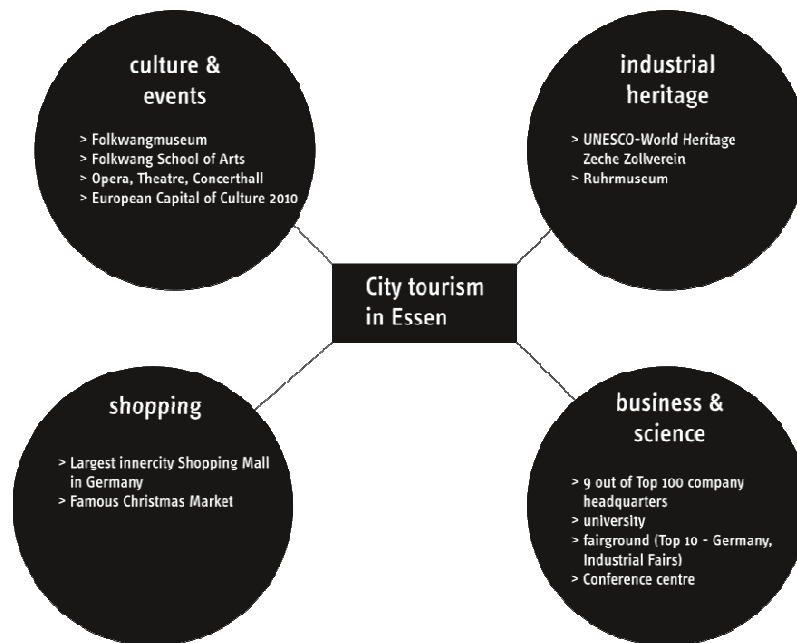 culture &
events
> Folkwangmuseum
> Folkwang School of Arts
> Opera, Theatre, Concerthall
> European Capital of Culture 2010
industrial
heritage
> UNESCO-World Heritage
Zeche Zollverein
> Ruhrmuseum
City tourism
in Essen
shopping
> Largest innercity Shopping Mall
in Germany
> Famous Christmas Market
business &
science
> 9 out of Top 100 company
headquarters
> university
> fairground (Top 10 - Germany,
Industrial Fairs)
> Conference centre